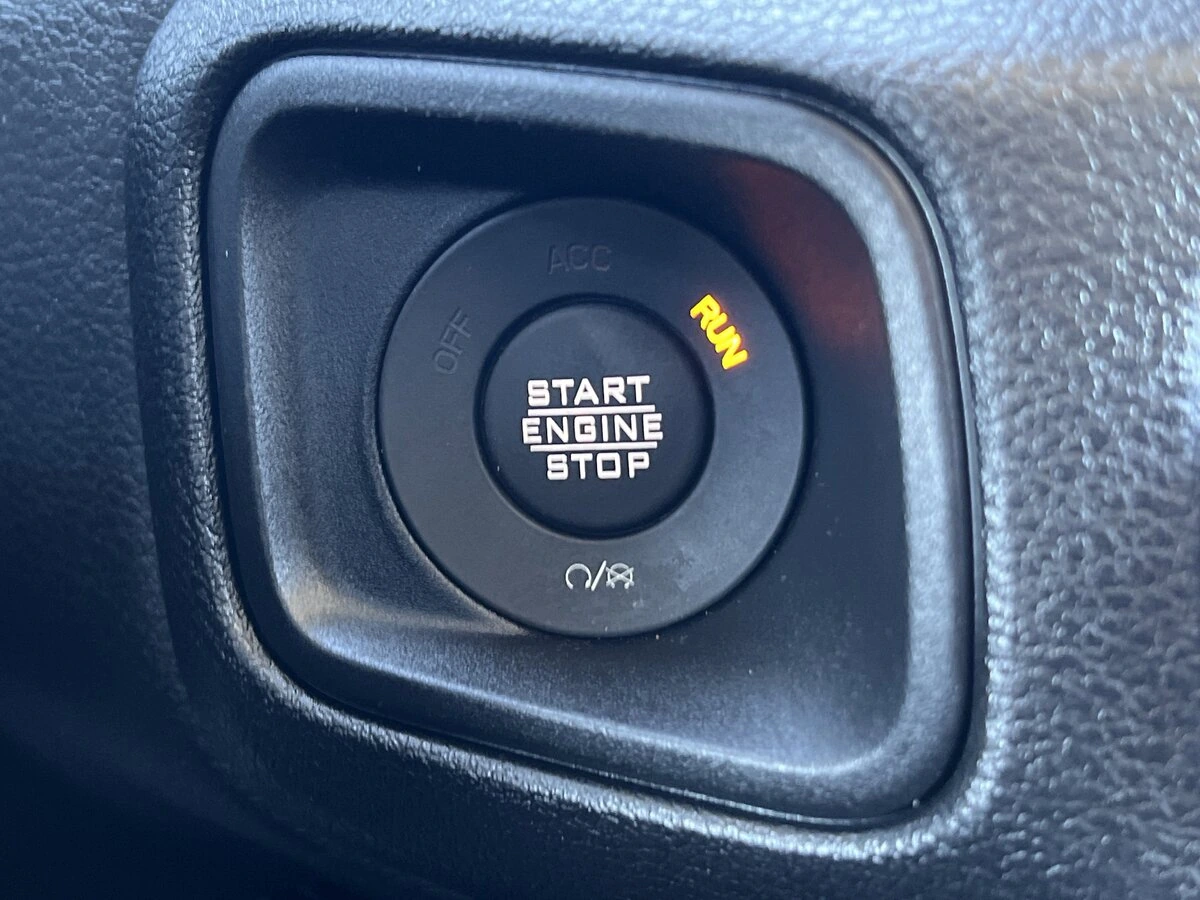 ACC
OFF
RUN
START
ENGINE
STOP